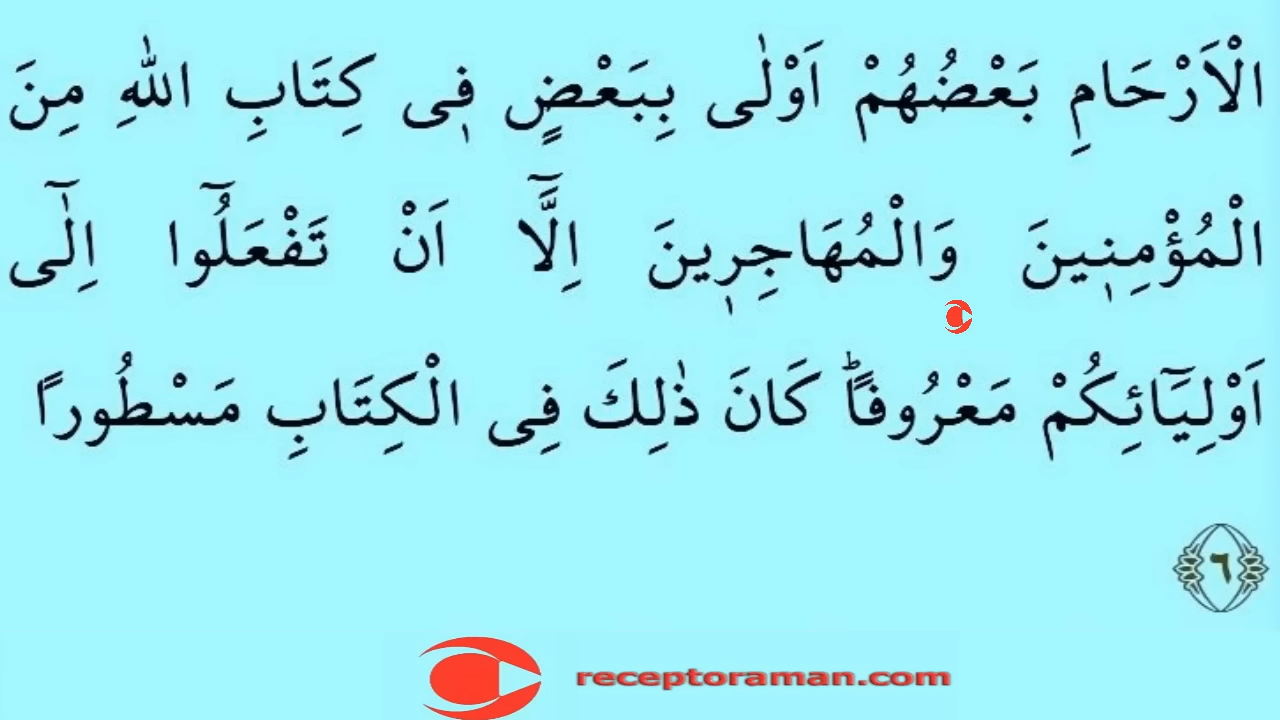 الْاَرْحَامِ بَعْضُهُمْ اَوْلٰى بِبَعْضٍ فٖى كِتَابِ اللّٰهِ مِنَ
الْمُؤْمِنٖينَ وَالْمُهَاجِرٖينَ اِلَّٓا اَنْ تَفْعَلُٓوا اِلٰٓى
اَوْلِيَٓائِكُمْ مَعْرُوفًاؕ كَانَ ذٰلِكَ فِى الْكِتَابِ مَسْطُورًا
٦
receptoraman.com